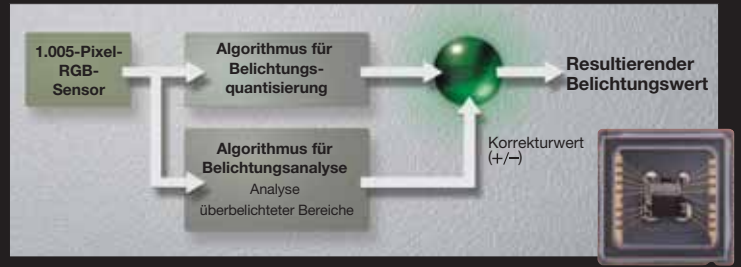 1.005-Pixel-
RGB-
Sensor
Algorithmus für
Belichtungs-
quantisierung
Algorithmus für
Belichtungsanalyse
Analyse
überbelichteter Bereiche
Korrekturwert
(+/–)
Resultierender
Belichtungswert